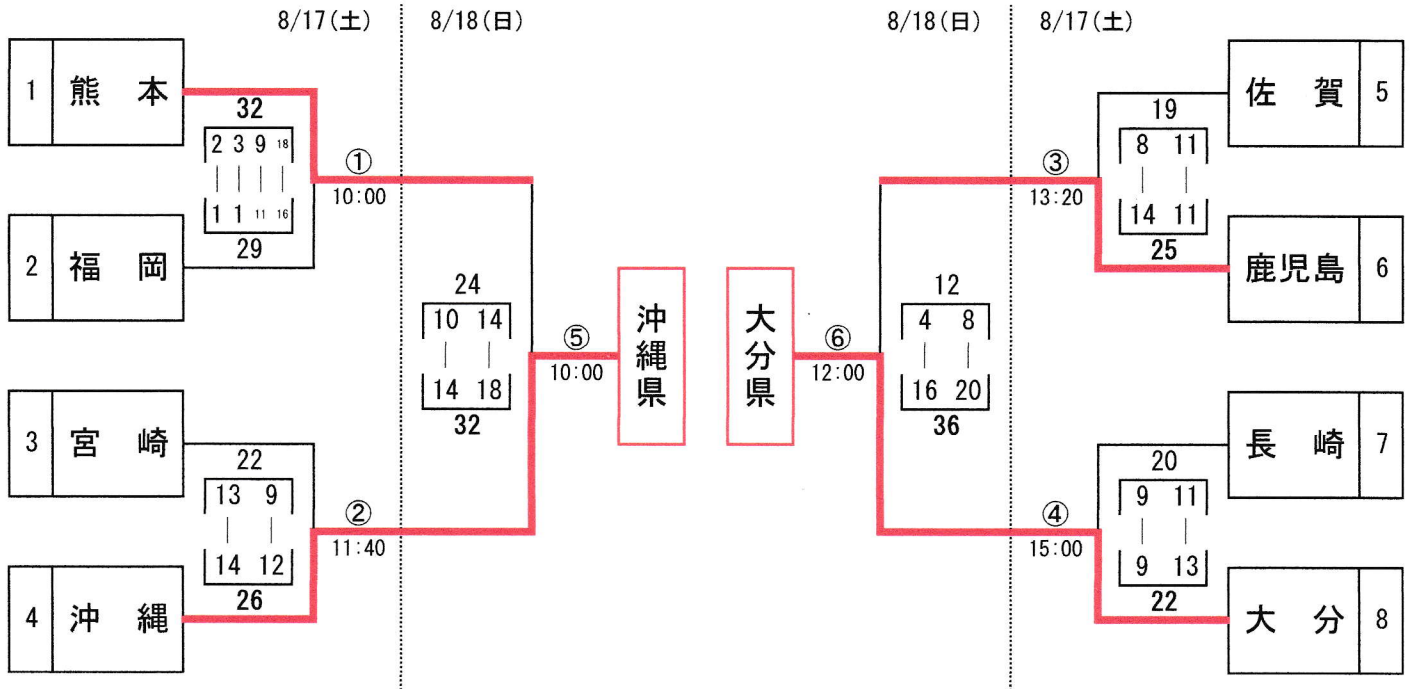 8/17(土)
8/18(日)
8/18(日)
8/17(土)
1 熊 本
32
2 3 9 18
1 1 11 16
29
① 10:00
2 福 岡
3 宮 崎
22
13 9
14 12
26
② 11:40
4 沖 縄
24
10 14
14 18
32
⑤ 10:00
沖縄県
大分県
⑥ 12:00
12
4 8
16 20
36
③ 13:20
19
8 11
14 11
25
佐 賀 5
鹿児島 6
④ 15:00
20
9 11
9 13
22
長 崎 7
大 分 8